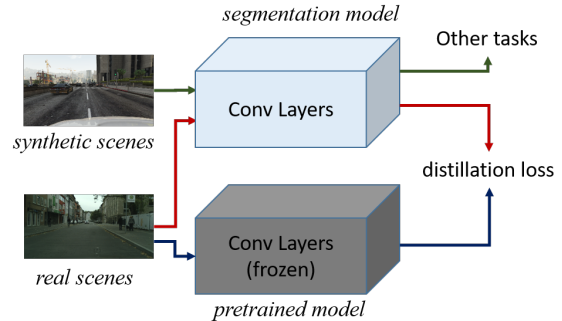 segmentation model
Other tasks
Conv Layers
synthetic scenes
distillation loss
Conv Layers
(frozen)
real scenes
pretrained model